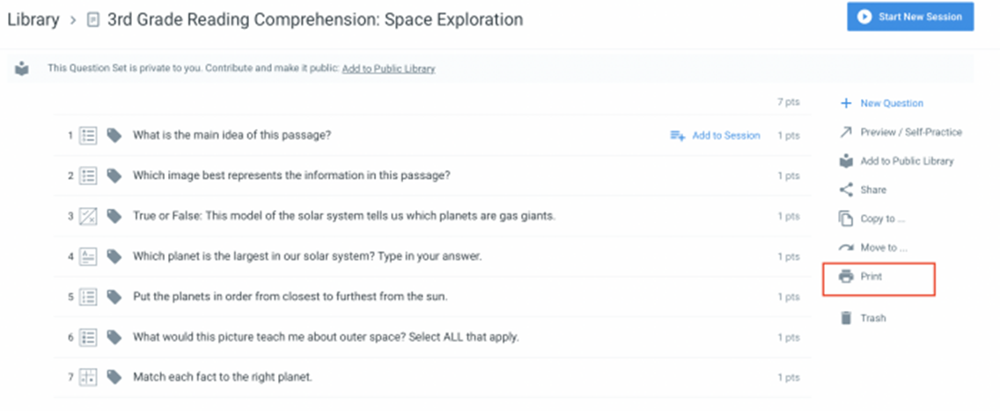 Library > 3rd Grade Reading Comprehension: Space Exploration
Start New Session
This Question Set is private to you. Contribute and make it public: Add to Public Library
7 pts
1 What is the main idea of this passage? Add to Session 1 pts
2 Which image best represents the information in this passage? 1 pts
3 True or False: This model of the solar system tells us which planets are gas giants. 1 pts
4 Which planet is the largest in our solar system? Type in your answer. 1 pts
5 Put the planets in order from closest to furthest from the sun. 1 pts
6 What would this picture teach me about outer space? Select ALL that apply. 1 pts
7 Match each fact to the right planet. 1 pts
New Question
Preview / Self-Practice
Add to Public Library
Share
Copy to ...
Move to ...
Print
Trash